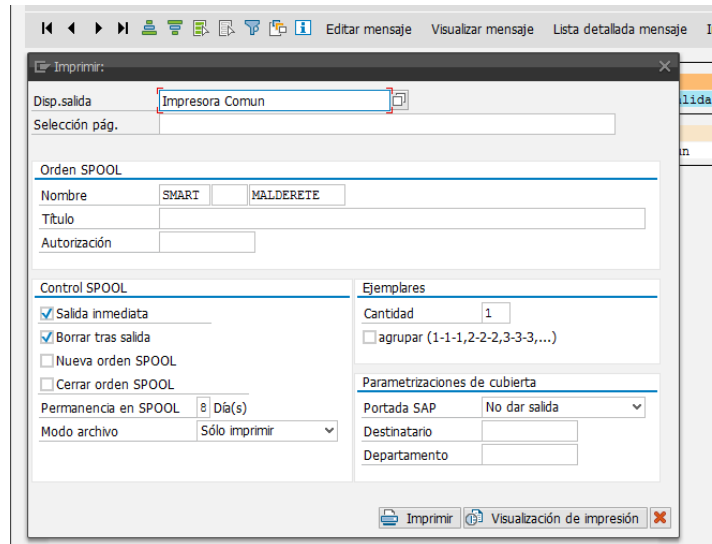 Editar mensaje Visualizar mensaje Lista detallada mensaje I
Imprimir:
Disp.salida Impresora Comun
alida
Selección pág.
un
Orden SPOOL
Nombre SMART MALDERETE
Título
Autorización
Control SPOOL Ejemplares
Salida inmediata Cantidad 1
Borrar tras salida agrupar (1-1-1,2-2-2,3-3-3,...)
Nueva orden SPOOL
Cerrar orden SPOOL Parametrizaciones de cubierta
Permanencia en SPOOL 8 Día(s) Portada SAP No dar salida
Modo archivo Sólo imprimir Destinatario
Departamento
Imprimir Visualización de impresión